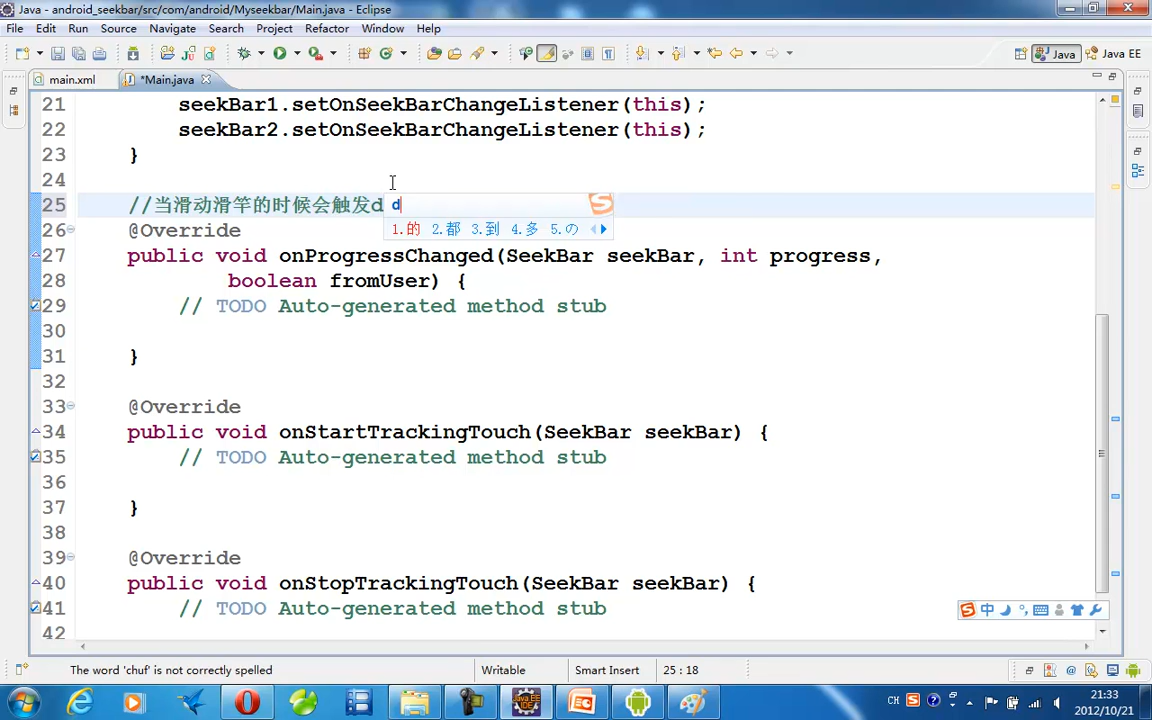 Java - android_seekbar/src/com/android/Myseekbar/Main.java - Eclipse
File Edit Run Source Navigate Search Project Refactor Window Help
Java Java EE
main.xml *Main.java
21 seekBar1.setOnSeekBarChangeListener(this);
22 seekBar2.setOnSeekBarChangeListener(this);
23 }
24
25 //当滑动滑竿的时候会触发d d
1.的 2.都 3.到 4.多 5.の
26 @Override
27 public void onProgressChanged(SeekBar seekBar, int progress,
28 boolean fromUser) {
29 // TODO Auto-generated method stub
30
31 }
32
33 @Override
34 public void onStartTrackingTouch(SeekBar seekBar) {
35 // TODO Auto-generated method stub
36
37 }
38
39 @Override
40 public void onStopTrackingTouch(SeekBar seekBar) {
41 // TODO Auto-generated method stub
42
中
The word 'chuf' is not correctly spelled Writable Smart Insert 25 : 18
CH 21:33
2012/10/21